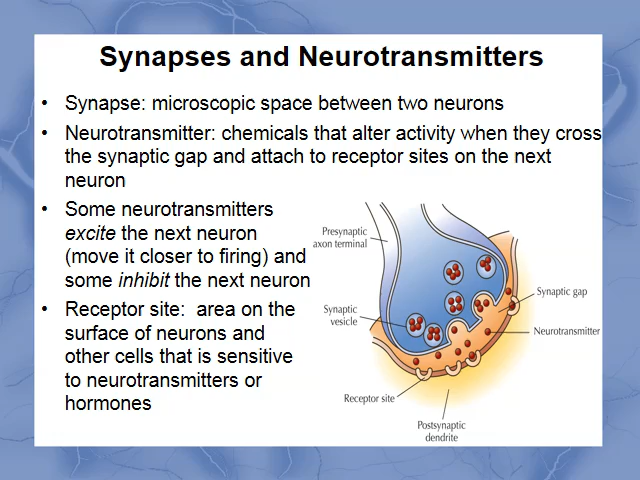 Synapses and Neurotransmitters
• Synapse: microscopic space between two neurons
• Neurotransmitter: chemicals that alter activity when they cross
the synaptic gap and attach to receptor sites on the next
neuron
• Some neurotransmitters
excite the next neuron
(move it closer to firing) and
some inhibit the next neuron
• Receptor site: area on the
surface of neurons and
other cells that is sensitive
to neurotransmitters or
hormones
Presynaptic
axon terminal
Synaptic gap
Synaptic
vesicle
Neurotransmitter
Receptor site
Postsynaptic
dendrite